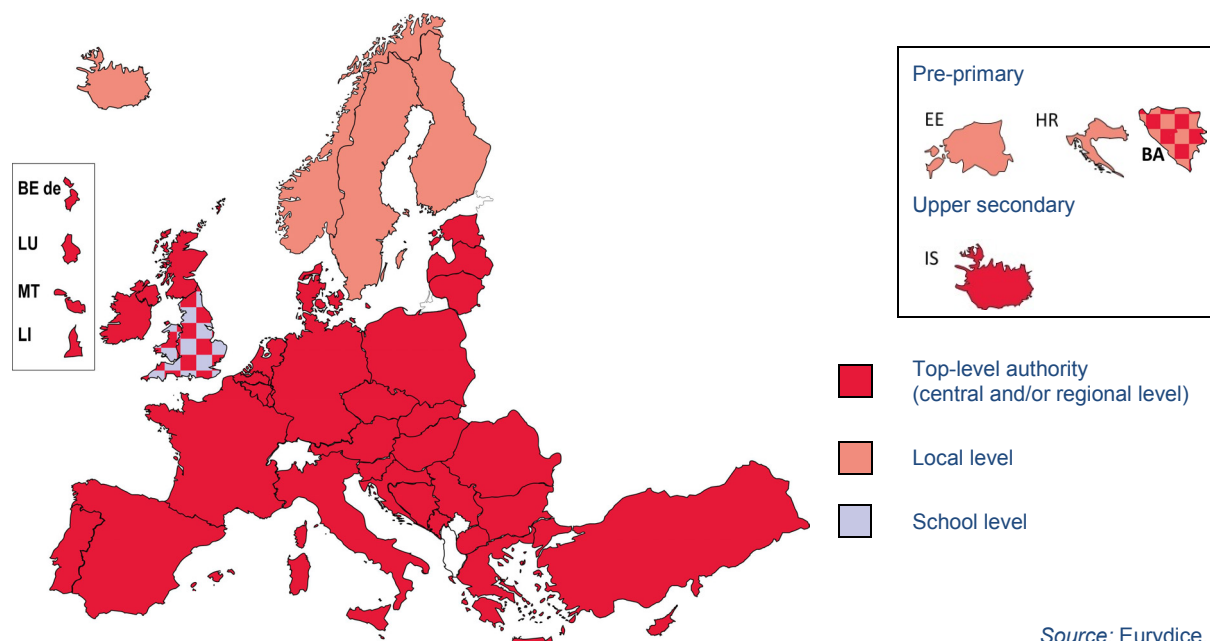 BE de
LU
MT
LI
Pre-primary
EE
HR
BA
Upper secondary
IS
Top-level authority
(central and/or regional level)
Local level
School level
Source: Eurydice